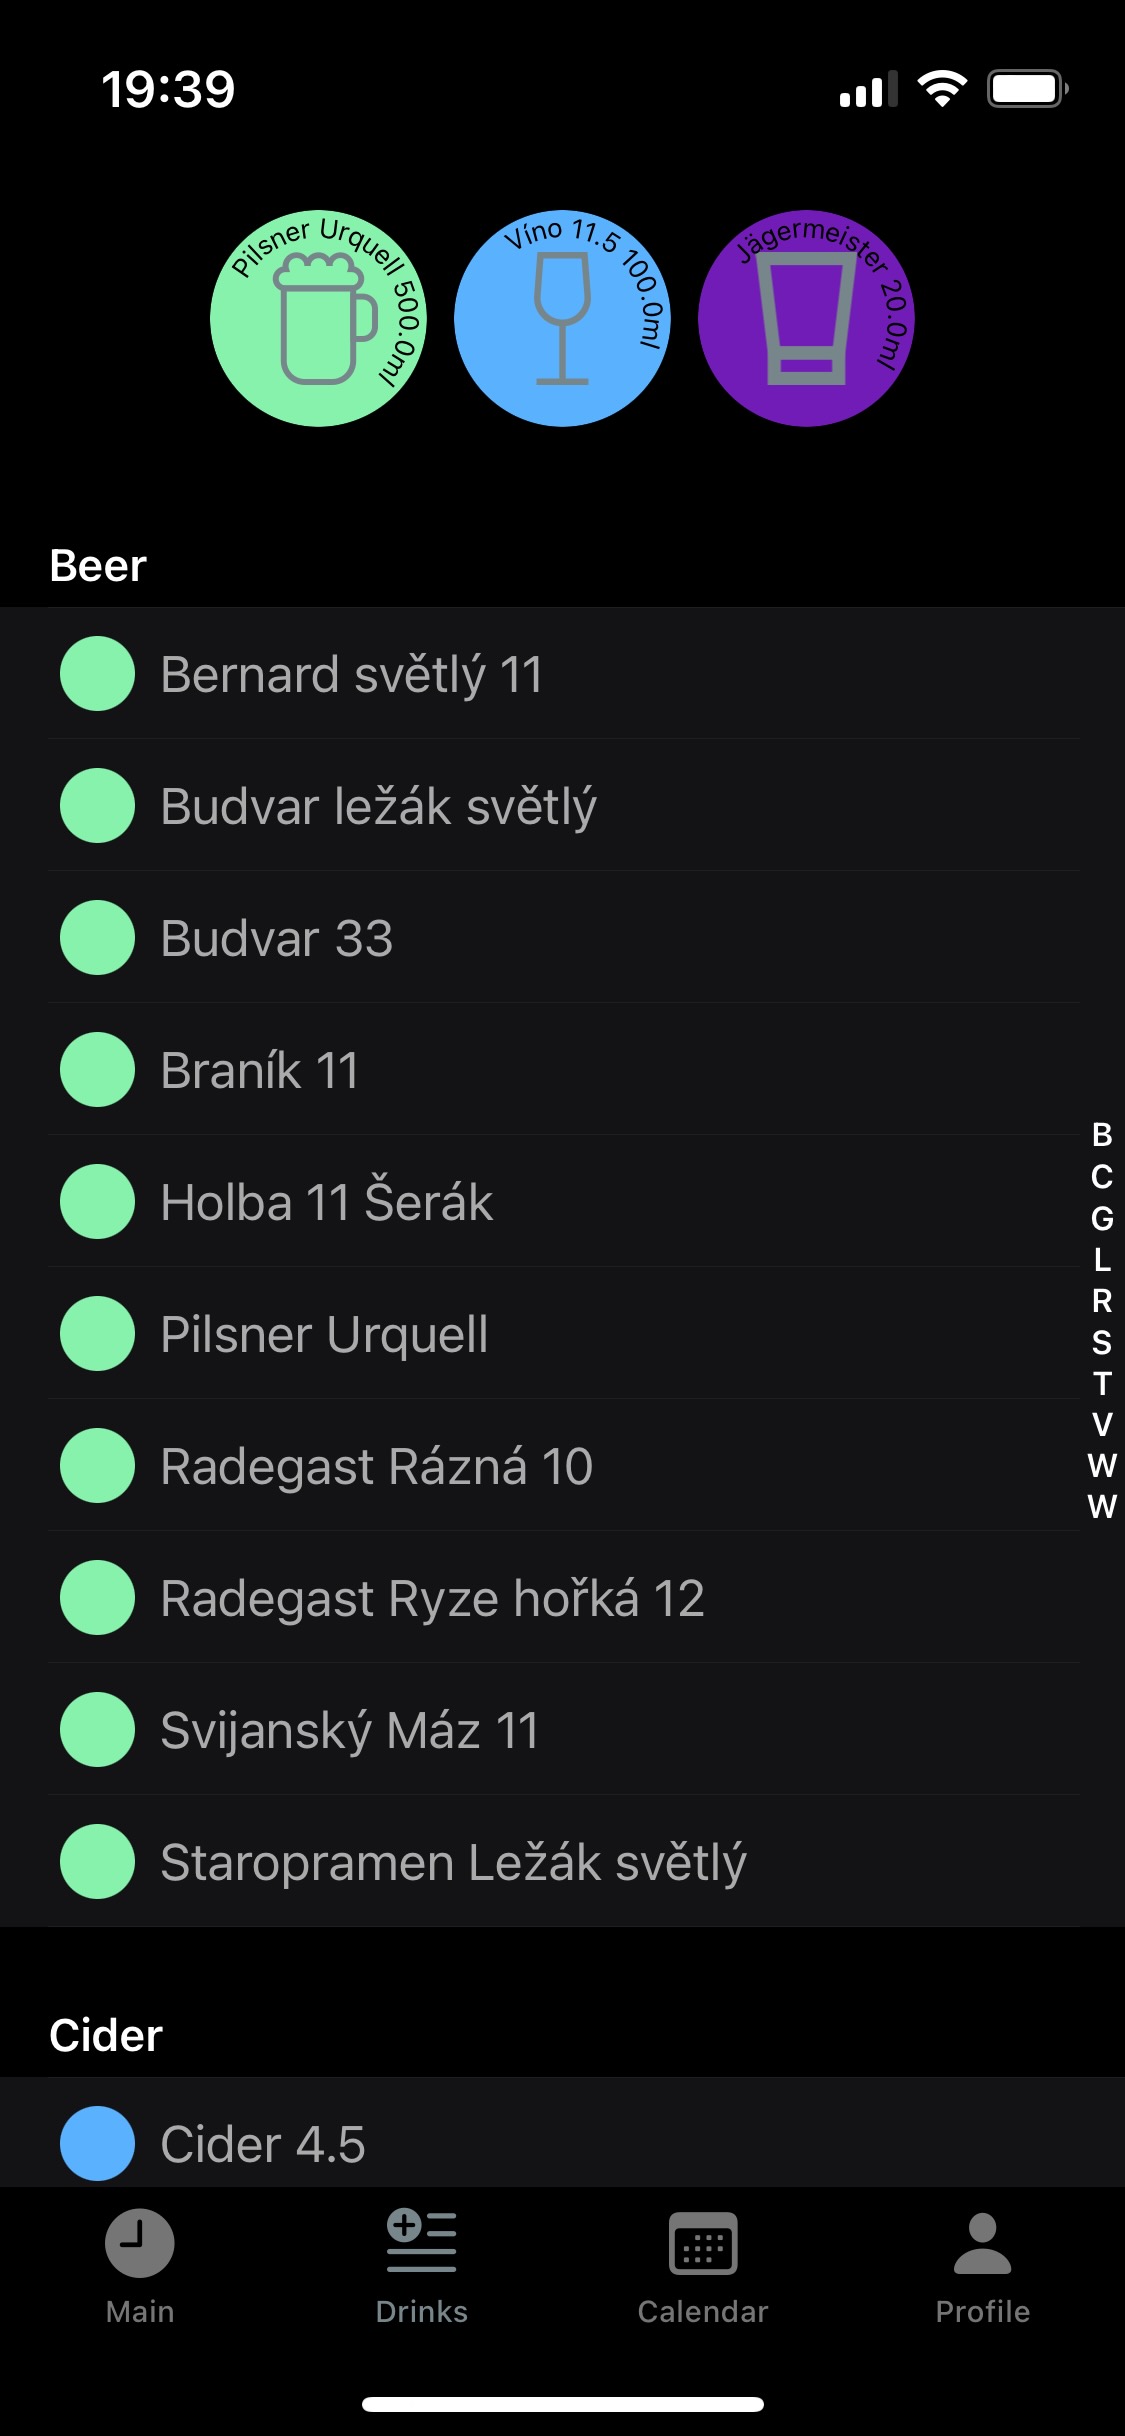 19:39
Pilsner Urquell 500.0ml
Víno 11.5 100.0ml
Jägermeister 20.0ml
Beer
Bernard světlý 11
Budvar ležák světlý
Budvar 33
Braník 11
Holba 11 Šerák
Pilsner Urquell
Radegast Rázná 10
Radegast Ryze hořká 12
Svijanský Máz 11
Staropramen Ležák světlý
B
C
G
L
R
S
T
V
W
W
Cider
Cider 4.5
Main
Drinks
Calendar
Profile